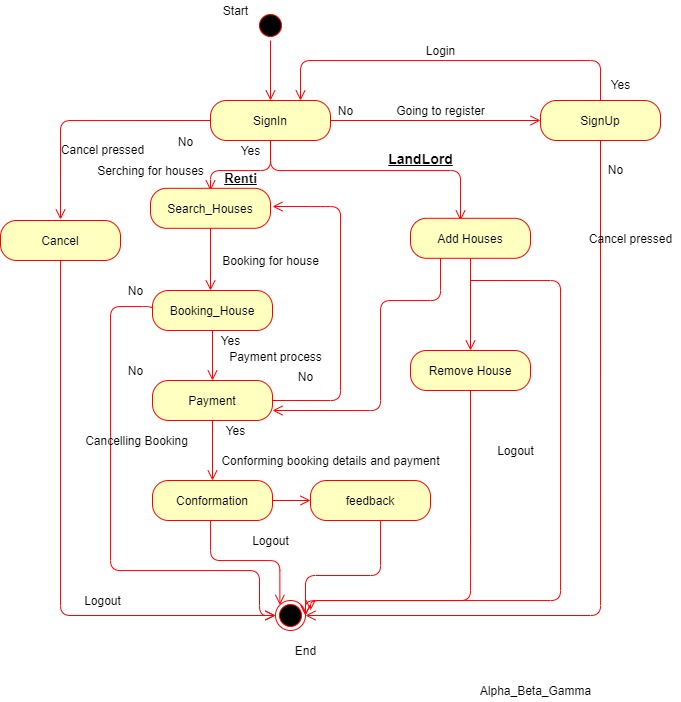 Start
Login
Yes
SignIn
No
Going to register
SignUp
Cancel pressed
No
Yes
LandLord
No
Serching for houses
Renti
Search_Houses
Cancel
Add Houses
Cancel pressed
Booking for house
No
Booking_House
Yes
Payment process
No
No
Remove House
Payment
Yes
Cancelling Booking
Logout
Conforming booking details and payment
Conformation
feedback
Logout
Logout
End
Alpha_Beta_Gamma